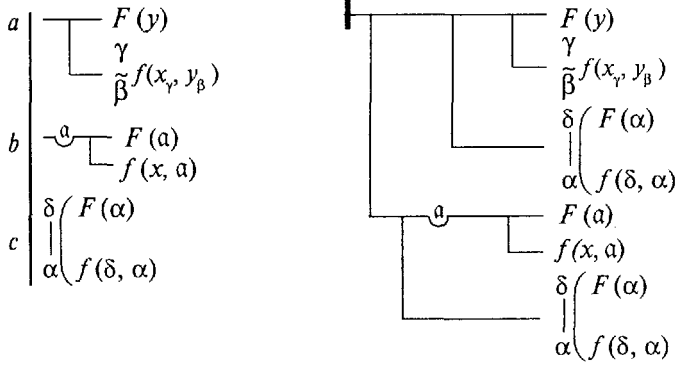 a F(y)
γ
β̃ f(x_γ, y_β)
b 𝔞 F(𝔞)
f(x, 𝔞)
δ F(α)
c
α f(δ, α)
F(y)
γ
β̃ f(x_γ, y_β)
δ F(α)
α f(δ, α)
𝔞 F(𝔞)
f(x, 𝔞)
δ F(α)
α f(δ, α)